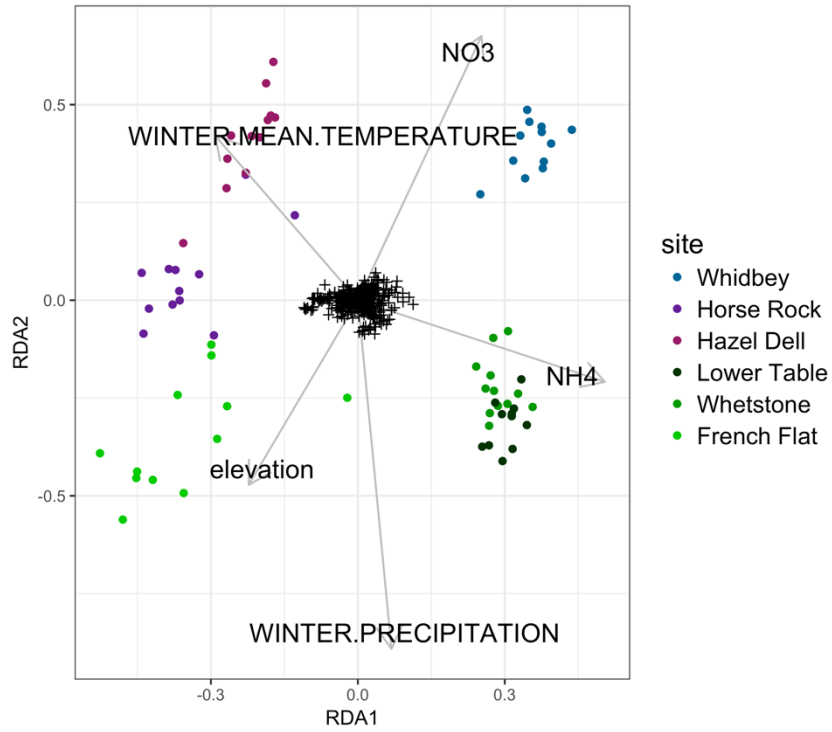 NO3
0.5
WINTER.MEAN.TEMPERATURE
site
Whidbey
Horse Rock
Hazel Dell
Lower Table
Whetstone
French Flat
0.0
RDA2
NH4
elevation
-0.5
WINTER.PRECIPITATION
-0.3
0.0
0.3
RDA1